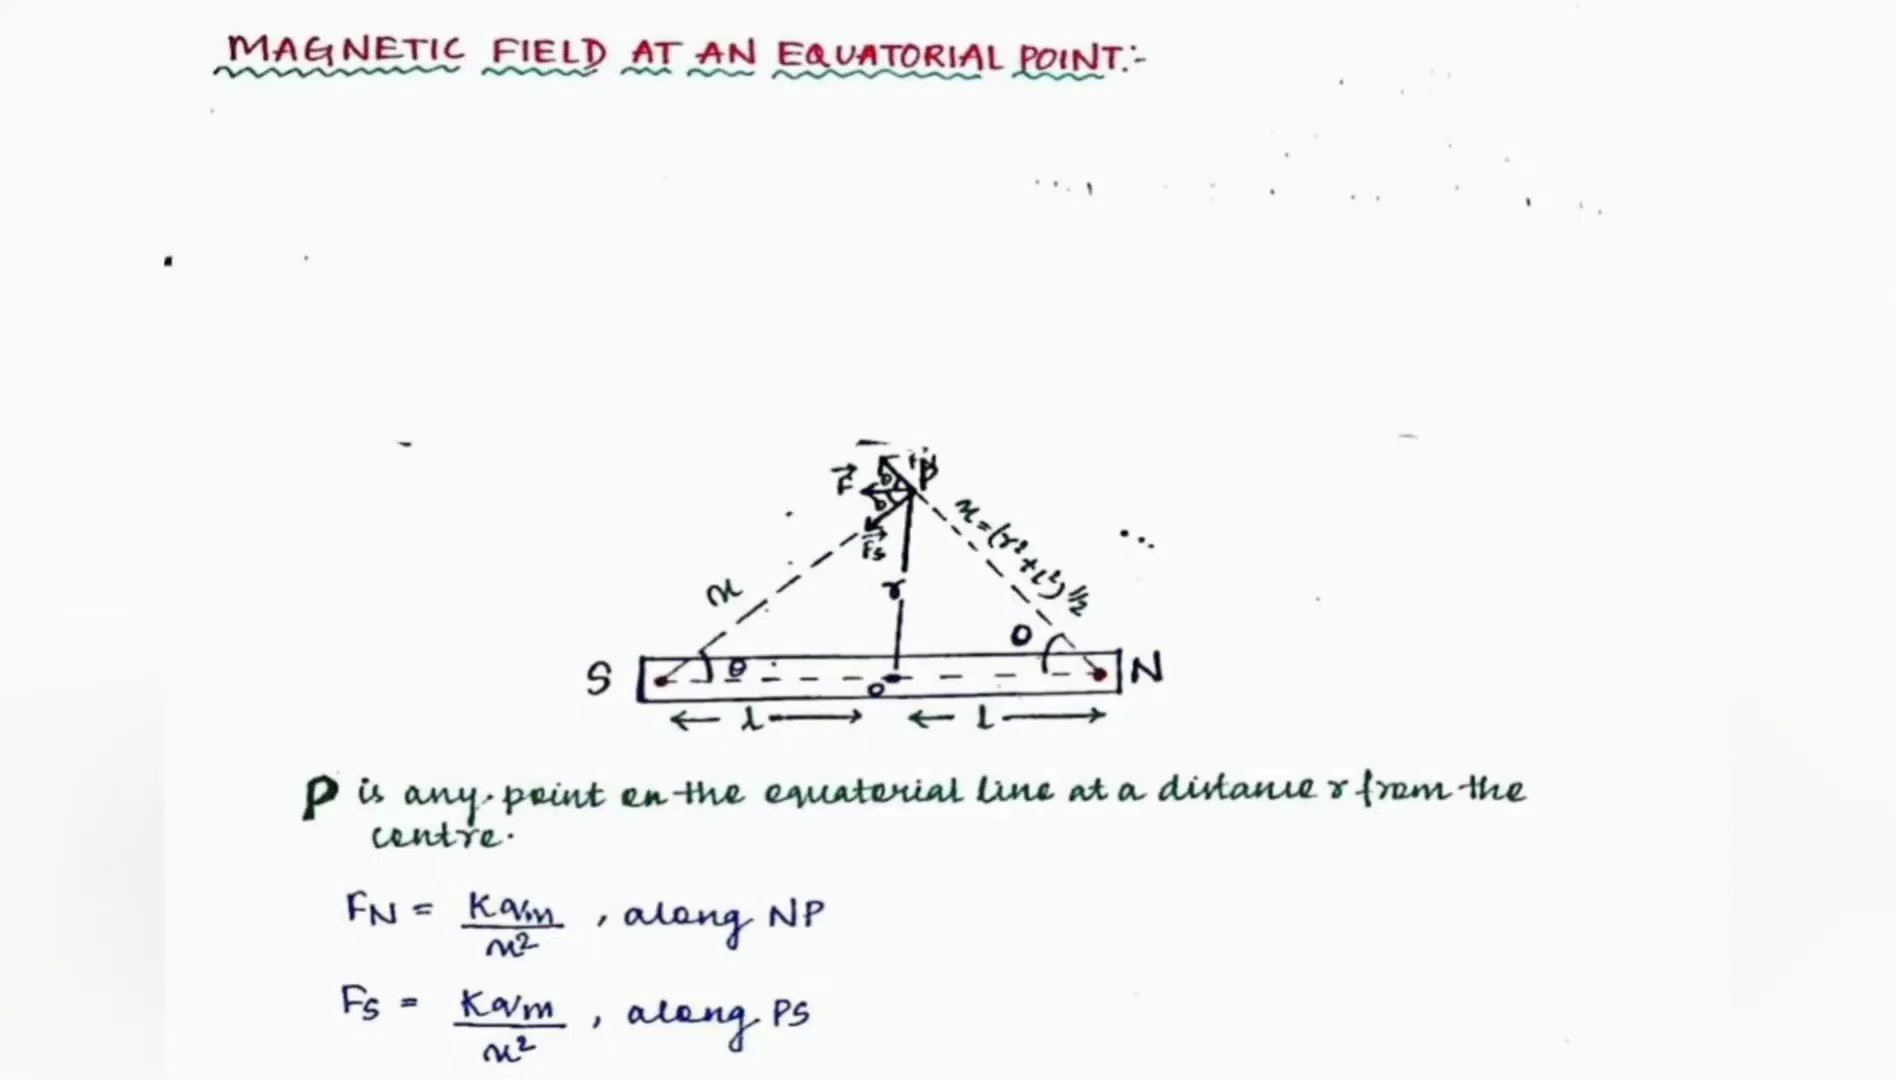 MAGNETIC FIELD AT AN EQUATORIAL POINT:-
P
F
Fs
x
x=(r²+l²)½
r
S
θ
θ
o
N
l
l
P is any point on the equatorial line at a distance r from the
centre.
FN = Kqm/x² , along NP
Fs = Kqm/x² , along PS